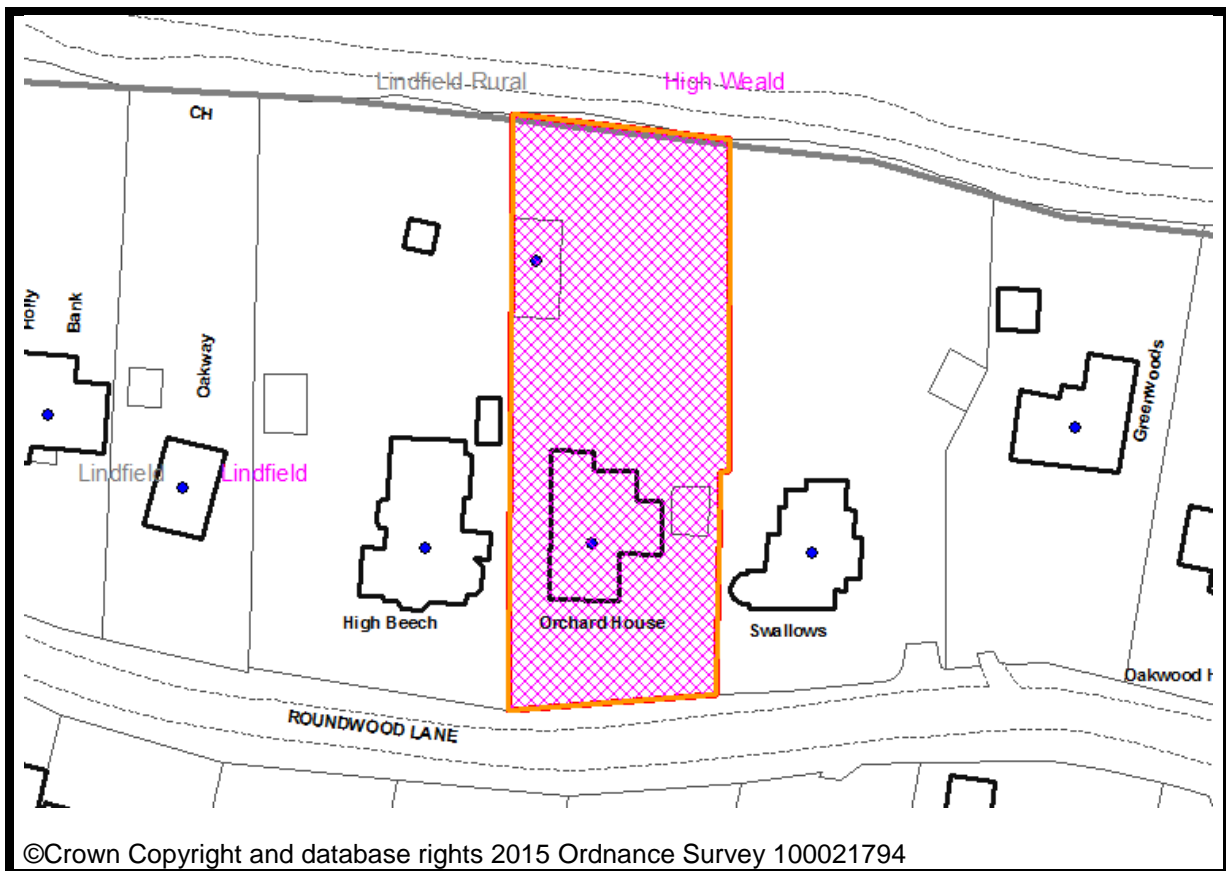 Lindfield Rural
High Weald
CH
Holly
Bank
Oakway
Greenwoods
Lindfield
Lindfield
High Beech
Orchard House
Swallows
Oakwood H
ROUNDWOOD LANE
©Crown Copyright and database rights 2015 Ordnance Survey 100021794